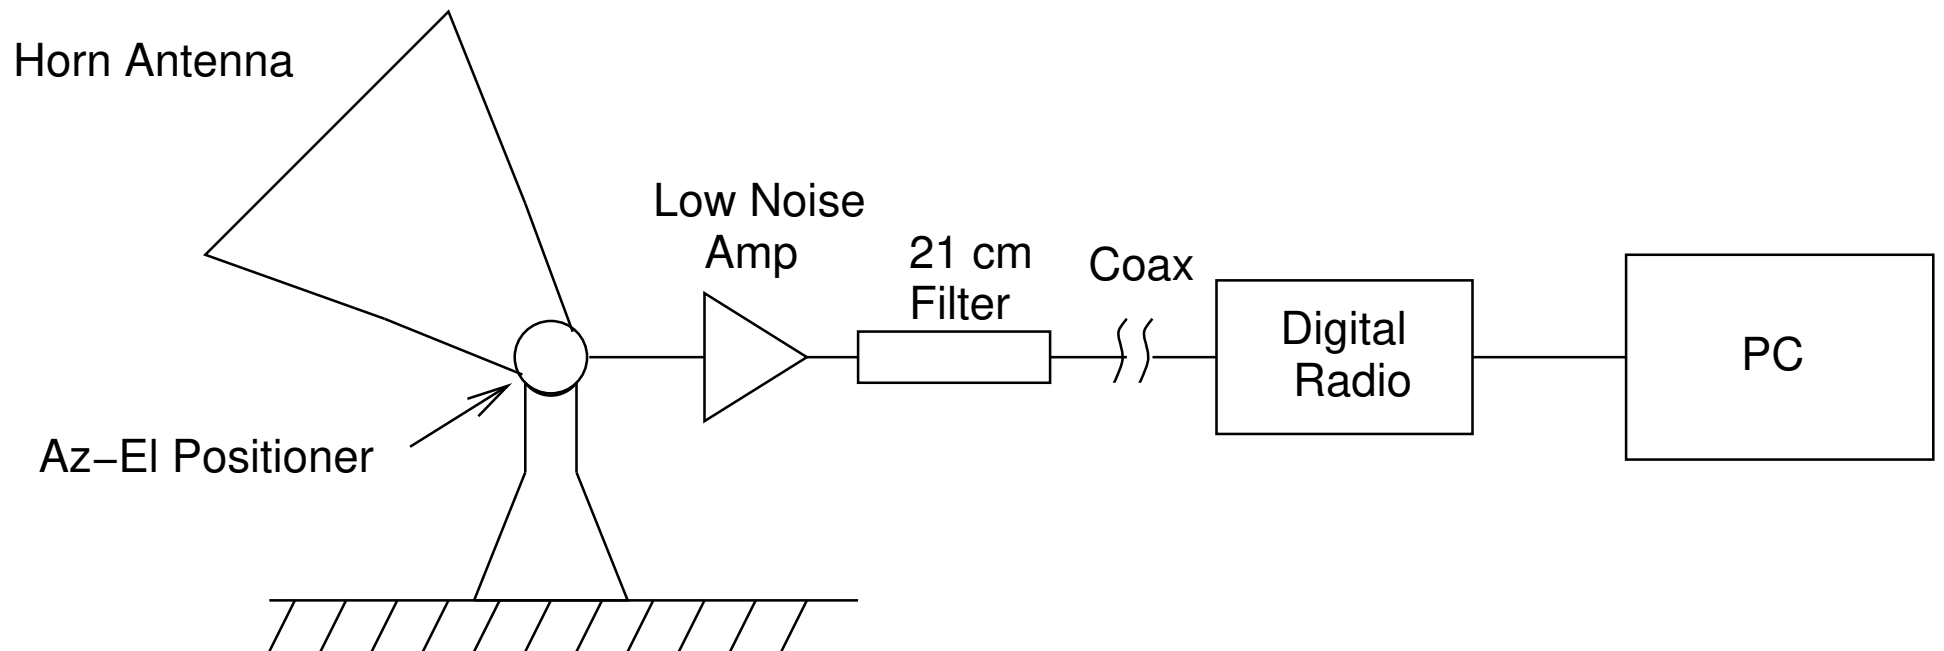 Horn Antenna
Low Noise
Amp
21 cm
Filter
Coax
Digital
Radio
PC
Az–El Positioner